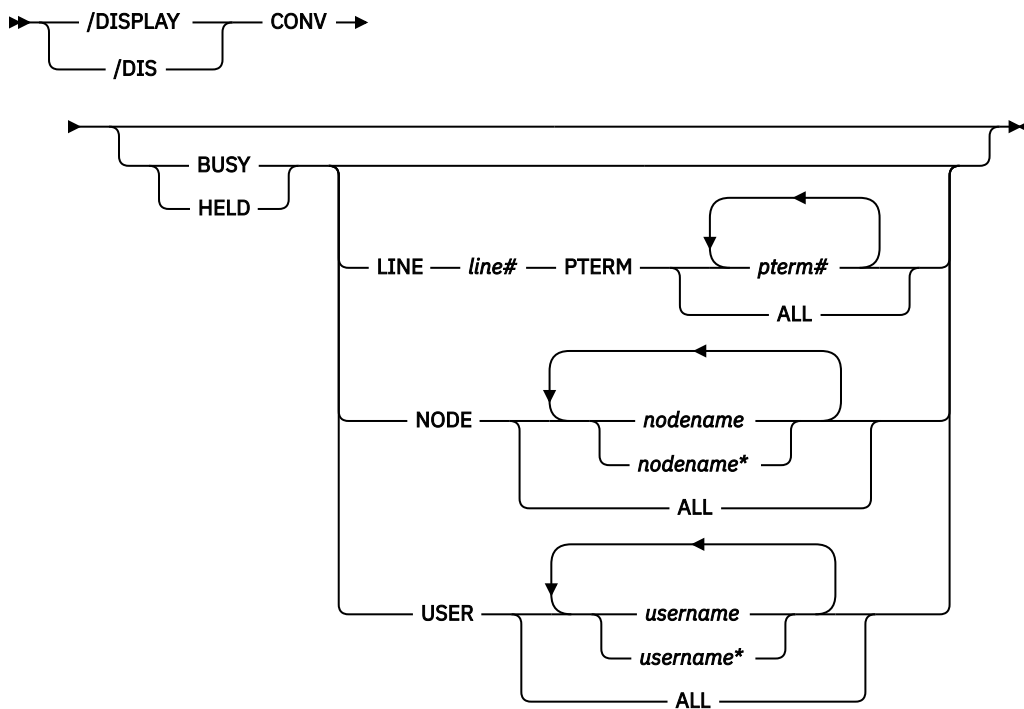 /DISPLAY CONV
/DIS
BUSY
HELD
LINE line# PTERM pterm#
ALL
NODE nodename
nodename*
ALL
USER username
username*
ALL